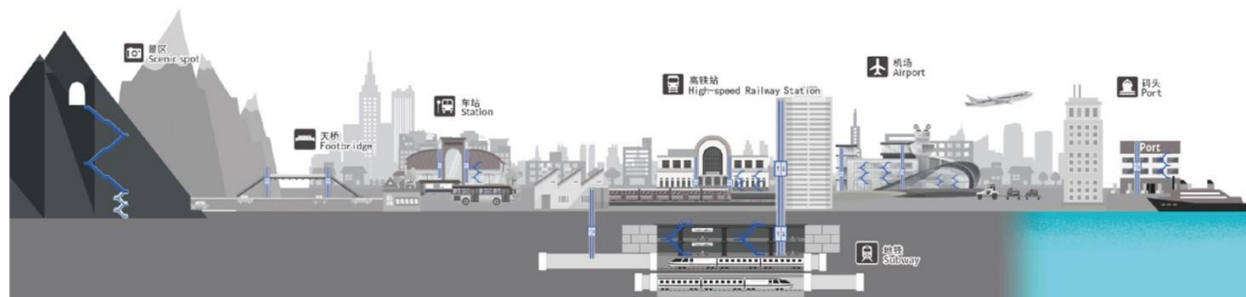 景区
Scenic spot
天桥
Footbridge
车站
Station
高铁站
High-speed Railway Station
机场
Airport
码头
Port
Port
地铁
Subway